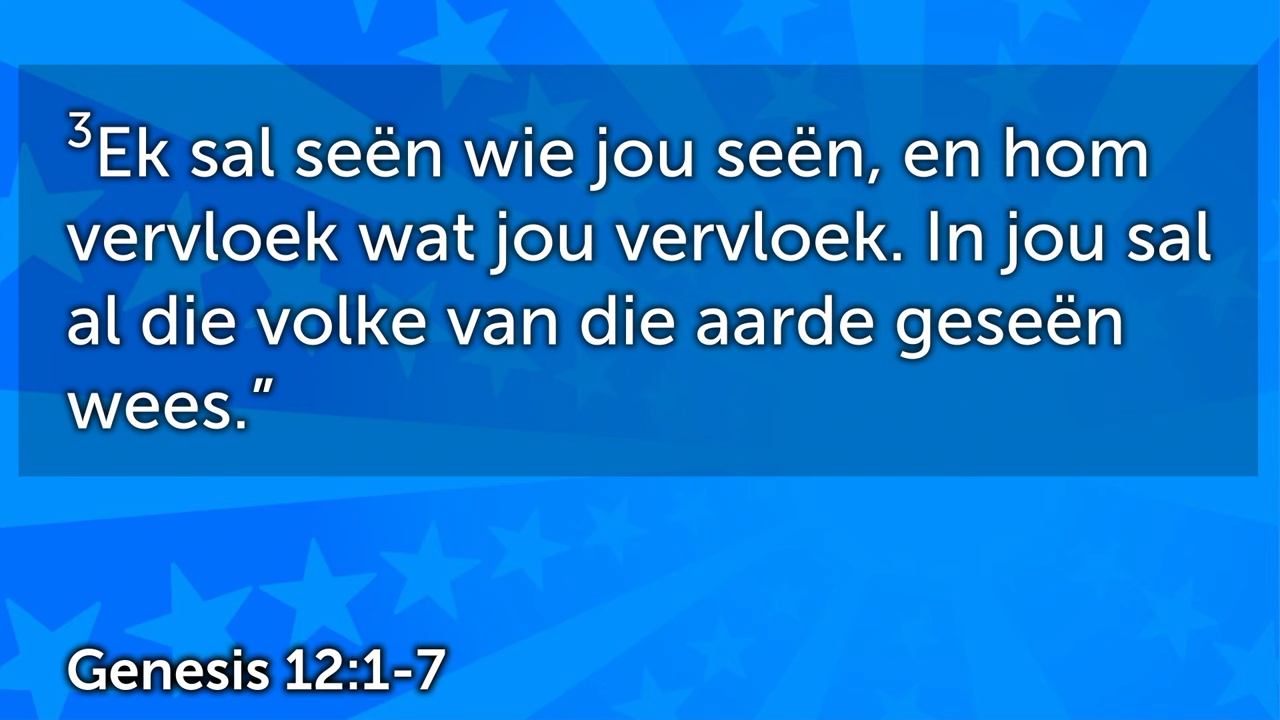 ³Ek sal seën wie jou seën, en hom
vervloek wat jou vervloek. In jou sal
al die volke van die aarde geseën
wees.”
Genesis 12:1-7